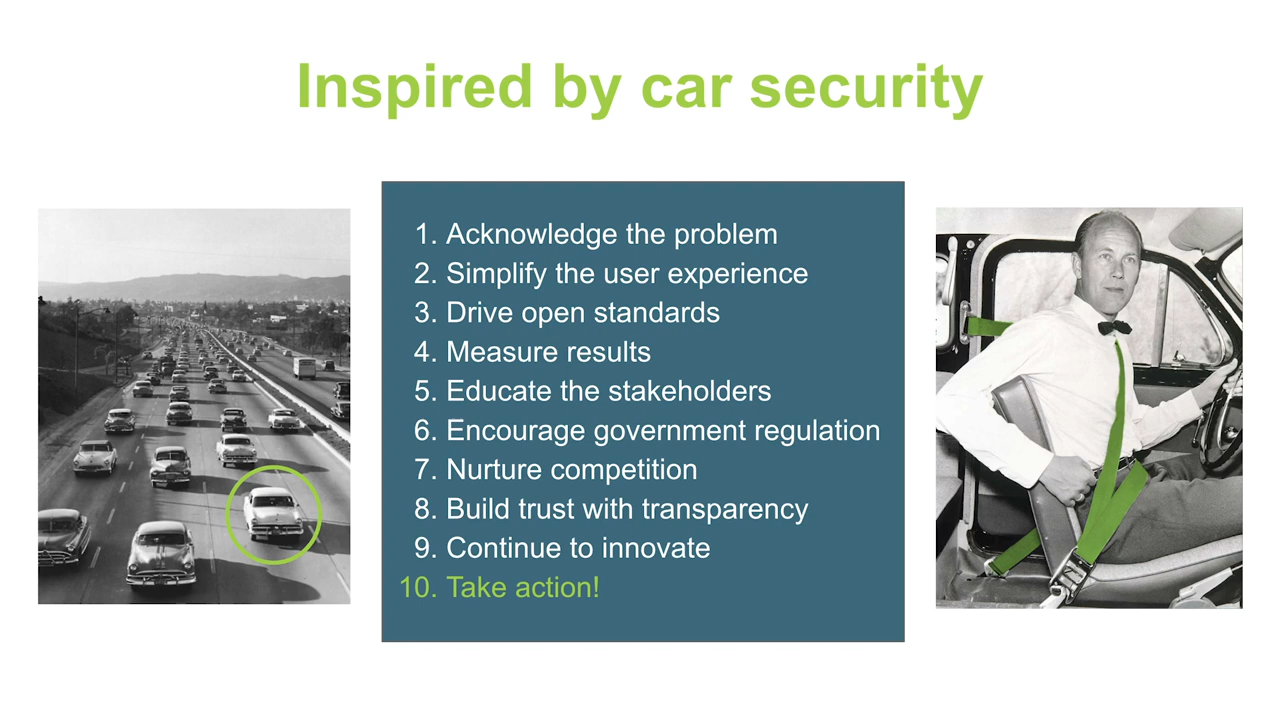 Inspired by car security
1. Acknowledge the problem
2. Simplify the user experience
3. Drive open standards
4. Measure results
5. Educate the stakeholders
6. Encourage government regulation
7. Nurture competition
8. Build trust with transparency
9. Continue to innovate
10. Take action!